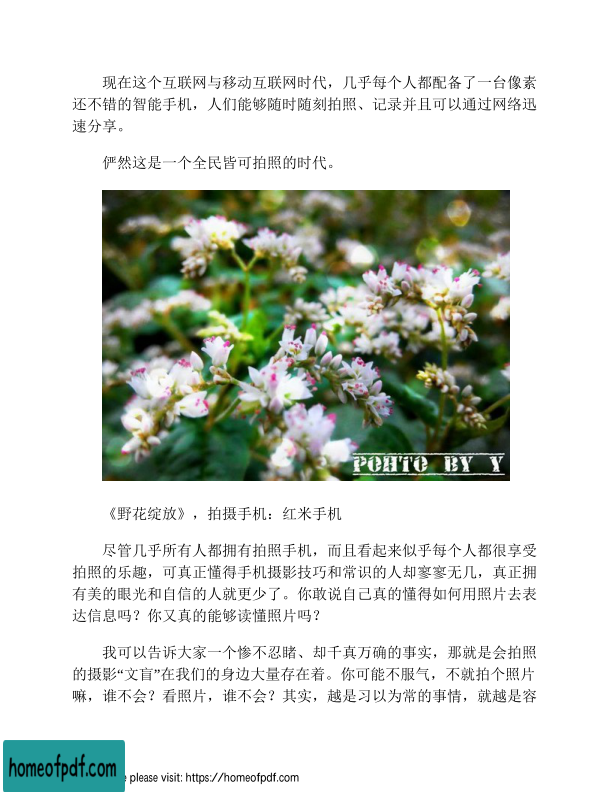 现在这个互联网与移动互联网时代，几乎每个人都配备了一台像素
还不错的智能手机，人们能够随时随刻拍照、记录并且可以通过网络迅
速分享。
俨然这是一个全民皆可拍照的时代。
POHTO BY Y
《野花绽放》，拍摄手机：红米手机
尽管几乎所有人都拥有拍照手机，而且看起来似乎每个人都很享受
拍照的乐趣，可真正懂得手机摄影技巧和常识的人却寥寥无几，真正拥
有美的眼光和自信的人就更少了。你敢说自己真的懂得如何用照片去表
达信息吗？你又真的能够读懂照片吗？
我可以告诉大家一个惨不忍睹、却千真万确的事实，那就是会拍照
的摄影“文盲”在我们的身边大量存在着。你可能不服气，不就拍个照片
嘛，谁不会？看照片，谁不会？其实，越是习以为常的事情，就越是容
homeofpdf.com
please visit: https://homeofpdf.com